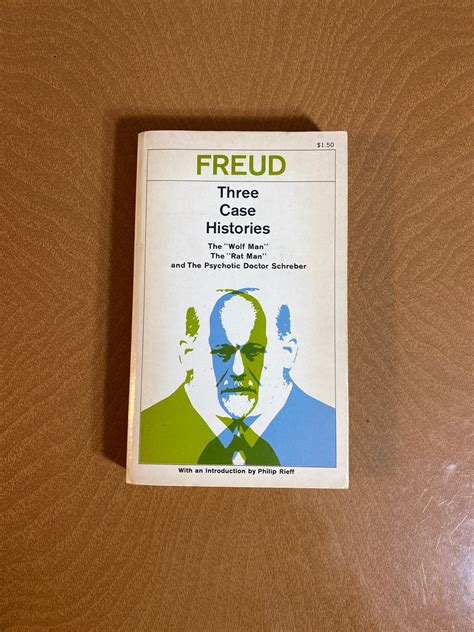 $1.50
FREUD
Three
Case
Histories
The "Wolf Man"
The "Rat Man"
and The Psychotic Doctor Schreber
With an Introduction by Philip Rieff